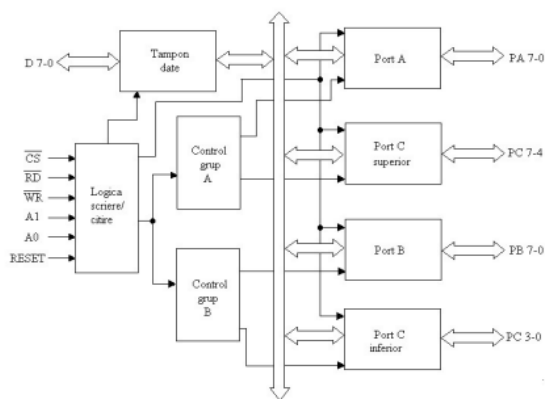 D 7-0
Tampon
date
Port A
PA 7-0
CS
RD
WR
A1
A0
RESET
Logica
scriere/
citire
Control
grup
A
Port C
superior
PC 7-4
Control
grup
B
Port B
PB 7-0
Port C
inferior
PC 3-0